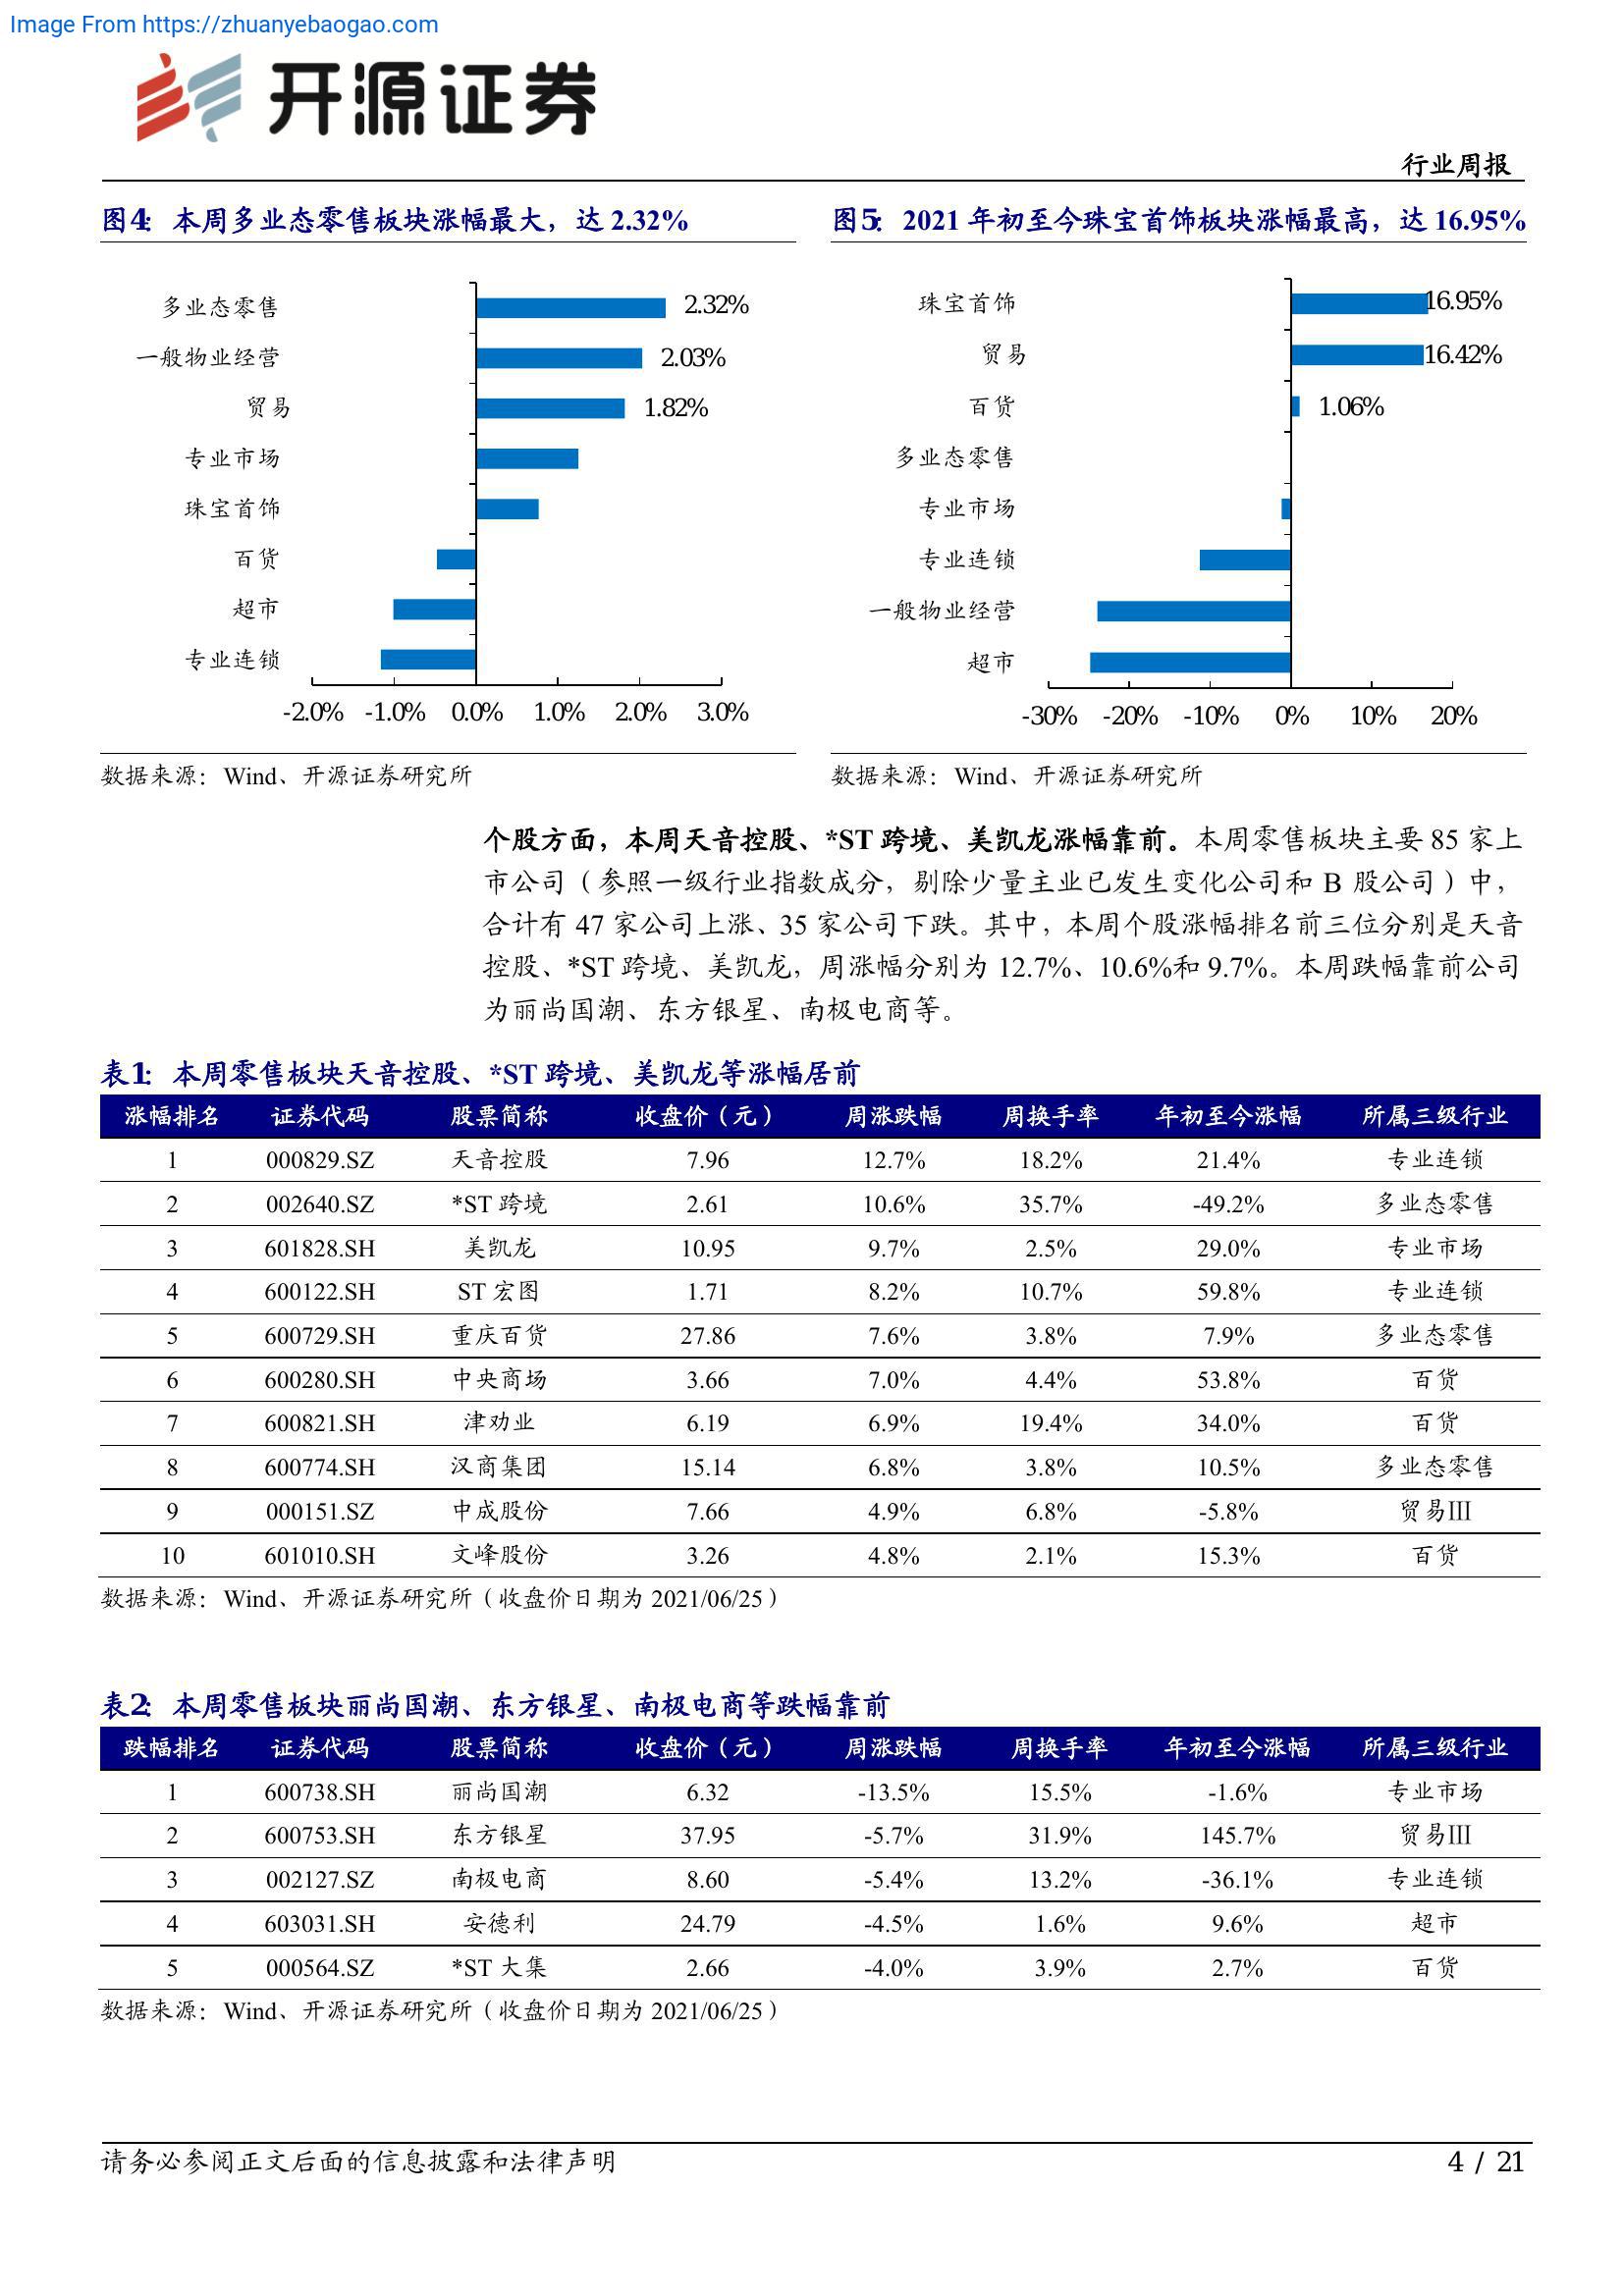 Image From https://zhuanyebaogao.com
开源证券
行业周报
图4：本周多业态零售板块涨幅最大，达 2.32%
多业态零售 2.32%
一般物业经营 2.03%
贸易 1.82%
专业市场
珠宝首饰
百货
超市
专业连锁
-2.0% -1.0% 0.0% 1.0% 2.0% 3.0%
数据来源：Wind、开源证券研究所
图5：2021 年初至今珠宝首饰板块涨幅最高，达 16.95%
珠宝首饰 16.95%
贸易 16.42%
百货 1.06%
多业态零售
专业市场
专业连锁
一般物业经营
超市
-30% -20% -10% 0% 10% 20%
数据来源：Wind、开源证券研究所
个股方面，本周天音控股、*ST 跨境、美凯龙涨幅靠前。本周零售板块主要 85 家上
市公司（参照一级行业指数成分，剔除少量主业已发生变化公司和 B 股公司）中，
合计有 47 家公司上涨、35 家公司下跌。其中，本周个股涨幅排名前三位分别是天音
控股、*ST 跨境、美凯龙，周涨幅分别为 12.7%、10.6%和 9.7%。本周跌幅靠前公司
为丽尚国潮、东方银星、南极电商等。
表1：本周零售板块天音控股、*ST 跨境、美凯龙等涨幅居前
涨幅排名 证券代码 股票简称 收盘价（元） 周涨跌幅 周换手率 年初至今涨幅 所属三级行业
1 000829.SZ 天音控股 7.96 12.7% 18.2% 21.4% 专业连锁
2 002640.SZ *ST 跨境 2.61 10.6% 35.7% -49.2% 多业态零售
3 601828.SH 美凯龙 10.95 9.7% 2.5% 29.0% 专业市场
4 600122.SH ST 宏图 1.71 8.2% 10.7% 59.8% 专业连锁
5 600729.SH 重庆百货 27.86 7.6% 3.8% 7.9% 多业态零售
6 600280.SH 中央商场 3.66 7.0% 4.4% 53.8% 百货
7 600821.SH 津劝业 6.19 6.9% 19.4% 34.0% 百货
8 600774.SH 汉商集团 15.14 6.8% 3.8% 10.5% 多业态零售
9 000151.SZ 中成股份 7.66 4.9% 6.8% -5.8% 贸易Ⅲ
10 601010.SH 文峰股份 3.26 4.8% 2.1% 15.3% 百货
数据来源：Wind、开源证券研究所（收盘价日期为 2021/06/25）
表2：本周零售板块丽尚国潮、东方银星、南极电商等跌幅靠前
跌幅排名 证券代码 股票简称 收盘价（元） 周涨跌幅 周换手率 年初至今涨幅 所属三级行业
1 600738.SH 丽尚国潮 6.32 -13.5% 15.5% -1.6% 专业市场
2 600753.SH 东方银星 37.95 -5.7% 31.9% 145.7% 贸易Ⅲ
3 002127.SZ 南极电商 8.60 -5.4% 13.2% -36.1% 专业连锁
4 603031.SH 安德利 24.79 -4.5% 1.6% 9.6% 超市
5 000564.SZ *ST 大集 2.66 -4.0% 3.9% 2.7% 百货
数据来源：Wind、开源证券研究所（收盘价日期为 2021/06/25）
请务必参阅正文后面的信息披露和法律声明
4 / 21